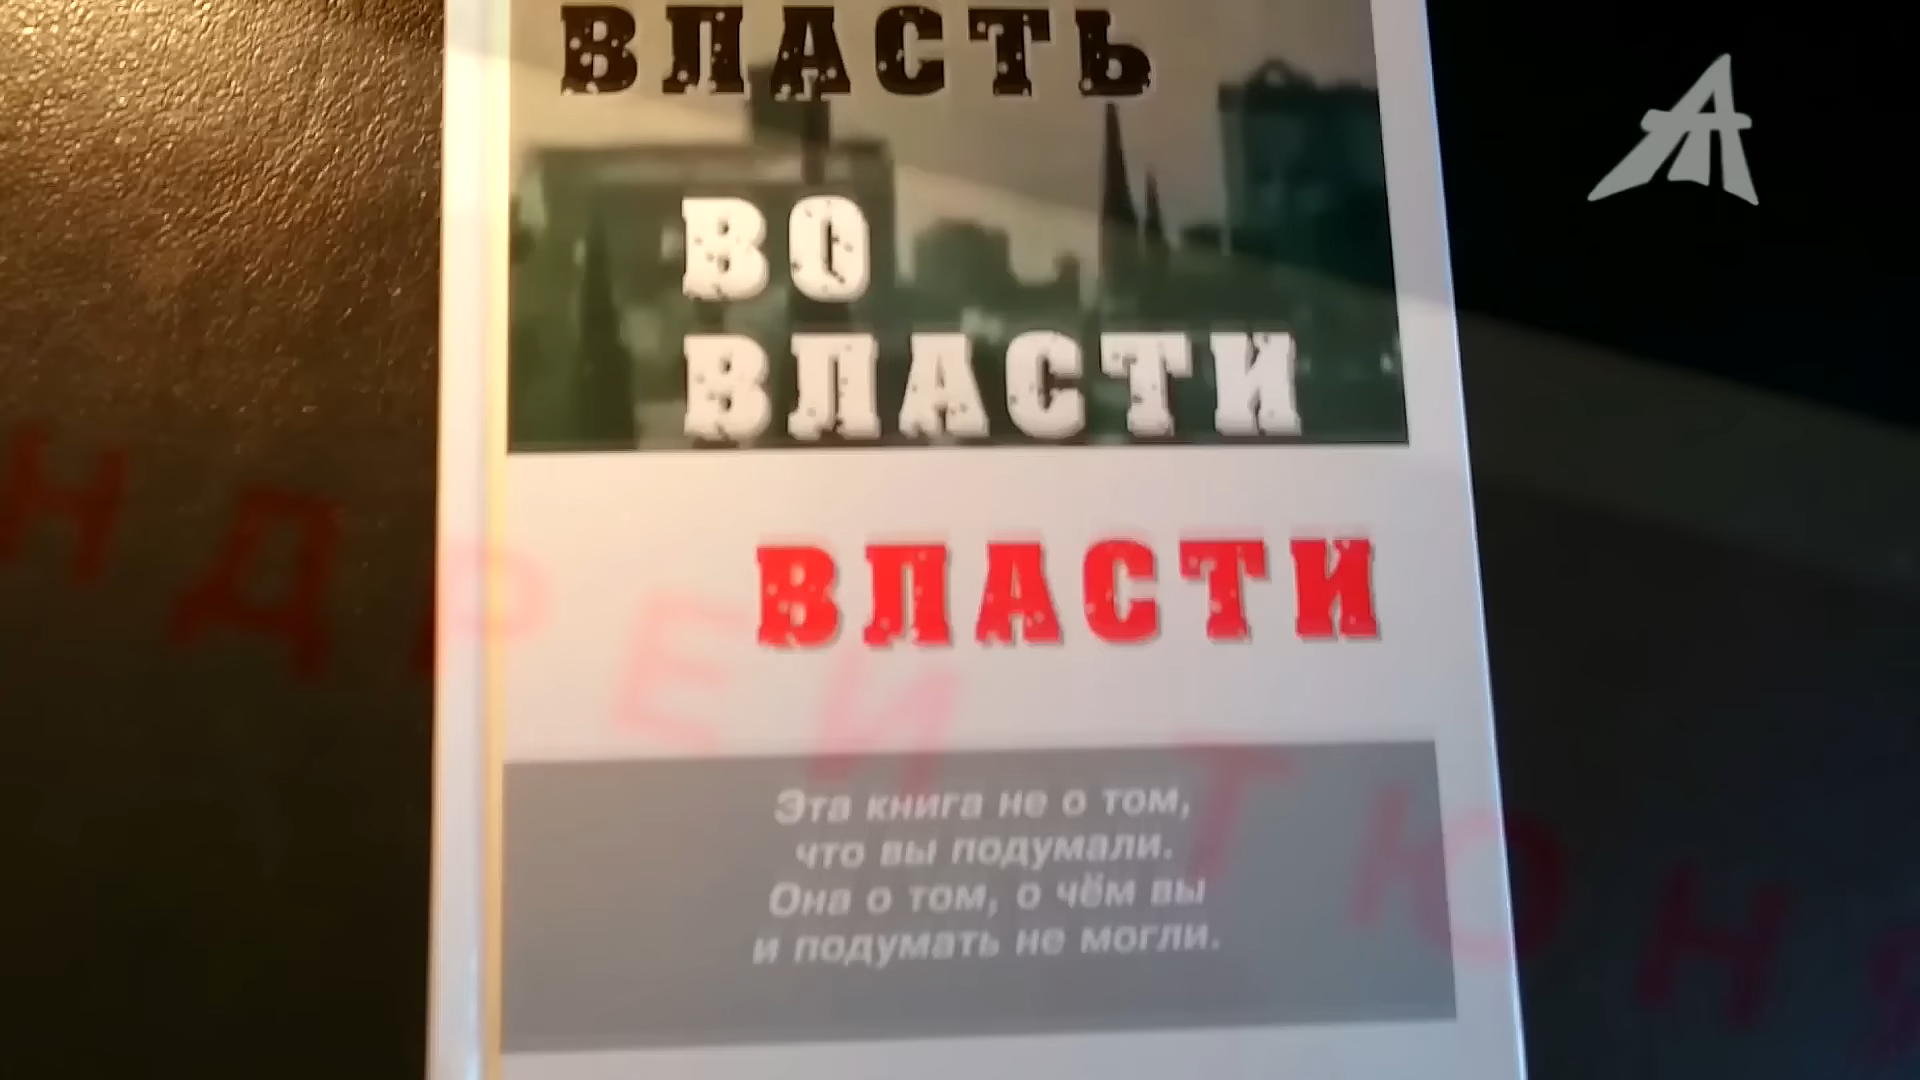 ВЛАСТЬ
ВО
ВЛАСТИ
ВЛАСТИ
Эта книга не о том,
что вы подумали.
Она о том, о чём вы
и подумать не могли.